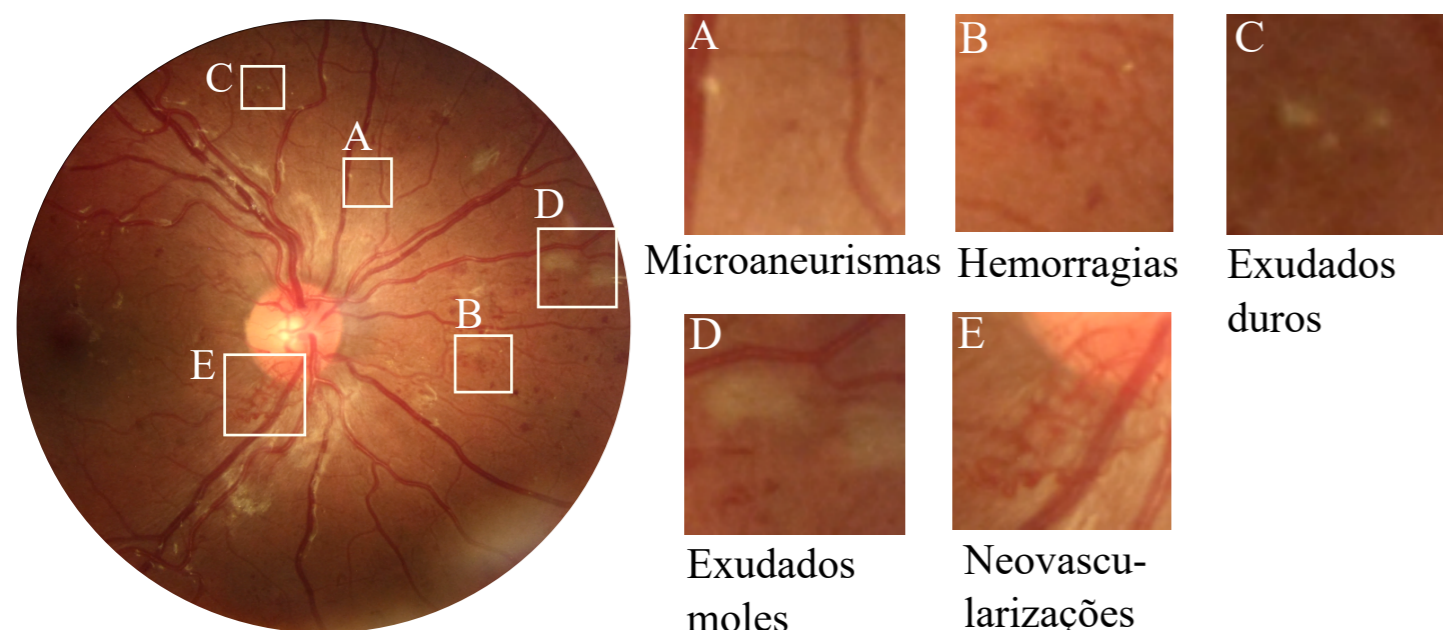 C
A
D
B
E
A
Microaneurismas
B
Hemorragias
C
Exudados
duros
D
Exudados
moles
E
Neovascu-
larizações